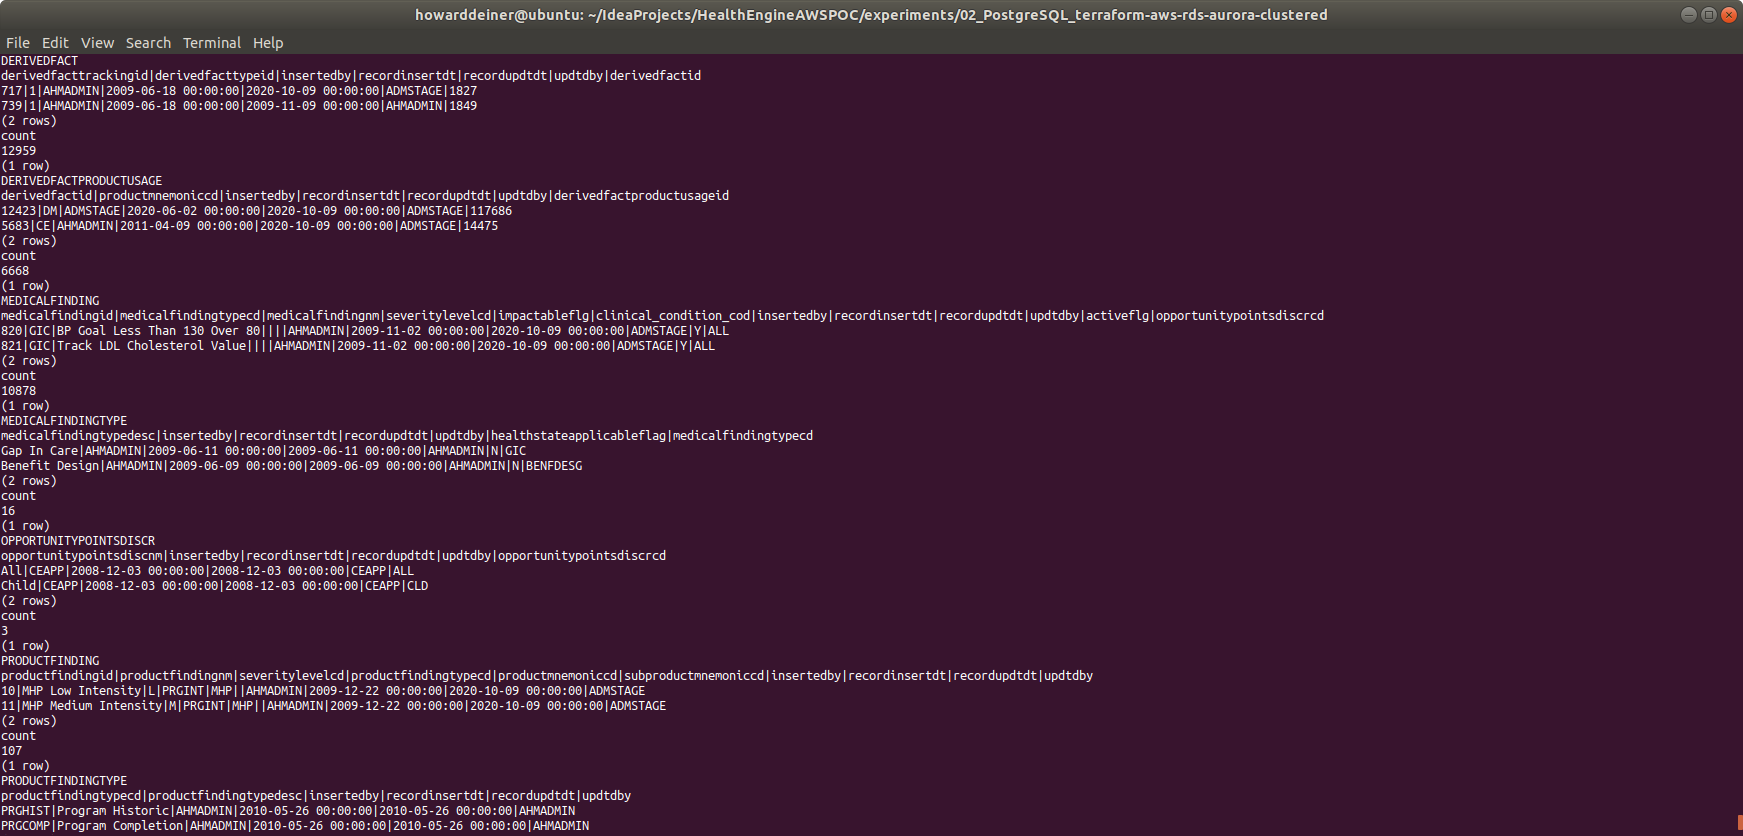 howarddeiner@ubuntu: ~/IdeaProjects/HealthEngineAWSPOC/experiments/02_PostgreSQL_terraform-aws-rds-aurora-clustered
File Edit View Search Terminal Help
DERIVEDFACT
derivedfacttrackingid|derivedfacttypeid|insertedby|recordinsertdt|recordupdtdt|updtdby|derivedfactid
717|1|AHMADMIN|2009-06-18 00:00:00|2020-10-09 00:00:00|ADMSTAGE|1827
739|1|AHMADMIN|2009-06-18 00:00:00|2009-11-09 00:00:00|AHMADMIN|1849
(2 rows)
count
12959
(1 row)
DERIVEDFACTPRODUCTUSAGE
derivedfactid|productmnemoniccd|insertedby|recordinsertdt|recordupdtdt|updtdby|derivedfactproductusageid
12423|DM|ADMSTAGE|2020-06-02 00:00:00|2020-10-09 00:00:00|ADMSTAGE|117686
5683|CE|AHMADMIN|2011-04-09 00:00:00|2020-10-09 00:00:00|ADMSTAGE|14475
(2 rows)
count
6668
(1 row)
MEDICALFINDING
medicalfindingid|medicalfindingtypecd|medicalfindingnm|severitylevelcd|impactableflg|clinical_condition_cod|insertedby|recordinsertdt|recordupdtdt|updtdby|activeflg|opportunitypointsdiscrcd
820|GIC|BP Goal Less Than 130 Over 80||||AHMADMIN|2009-11-02 00:00:00|2020-10-09 00:00:00|ADMSTAGE|Y|ALL
821|GIC|Track LDL Cholesterol Value||||AHMADMIN|2009-11-02 00:00:00|2020-10-09 00:00:00|ADMSTAGE|Y|ALL
(2 rows)
count
10878
(1 row)
MEDICALFINDINGTYPE
medicalfindingtypedesc|insertedby|recordinsertdt|recordupdtdt|updtdby|healthstateapplicableflag|medicalfindingtypecd
Gap In Care|AHMADMIN|2009-06-11 00:00:00|2009-06-11 00:00:00|AHMADMIN|N|GIC
Benefit Design|AHMADMIN|2009-06-09 00:00:00|2009-06-09 00:00:00|AHMADMIN|N|BENFDESG
(2 rows)
count
16
(1 row)
OPPORTUNITYPOINTSDISCR
opportunitypointsdiscnm|insertedby|recordinsertdt|recordupdtdt|updtdby|opportunitypointsdiscrcd
All|CEAPP|2008-12-03 00:00:00|2008-12-03 00:00:00|CEAPP|ALL
Child|CEAPP|2008-12-03 00:00:00|2008-12-03 00:00:00|CEAPP|CLD
(2 rows)
count
3
(1 row)
PRODUCTFINDING
productfindingid|productfindingnm|severitylevelcd|productfindingtypecd|productmnemoniccd|subproductmnemoniccd|insertedby|recordinsertdt|recordupdtdt|updtdby
10|MHP Low Intensity|L|PRGINT|MHP||AHMADMIN|2009-12-22 00:00:00|2020-10-09 00:00:00|ADMSTAGE
11|MHP Medium Intensity|M|PRGINT|MHP||AHMADMIN|2009-12-22 00:00:00|2020-10-09 00:00:00|ADMSTAGE
(2 rows)
count
107
(1 row)
PRODUCTFINDINGTYPE
productfindingtypecd|productfindingtypedesc|insertedby|recordinsertdt|recordupdtdt|updtdby
PRGHIST|Program Historic|AHMADMIN|2010-05-26 00:00:00|2010-05-26 00:00:00|AHMADMIN
PRGCOMP|Program Completion|AHMADMIN|2010-05-26 00:00:00|2010-05-26 00:00:00|AHMADMIN